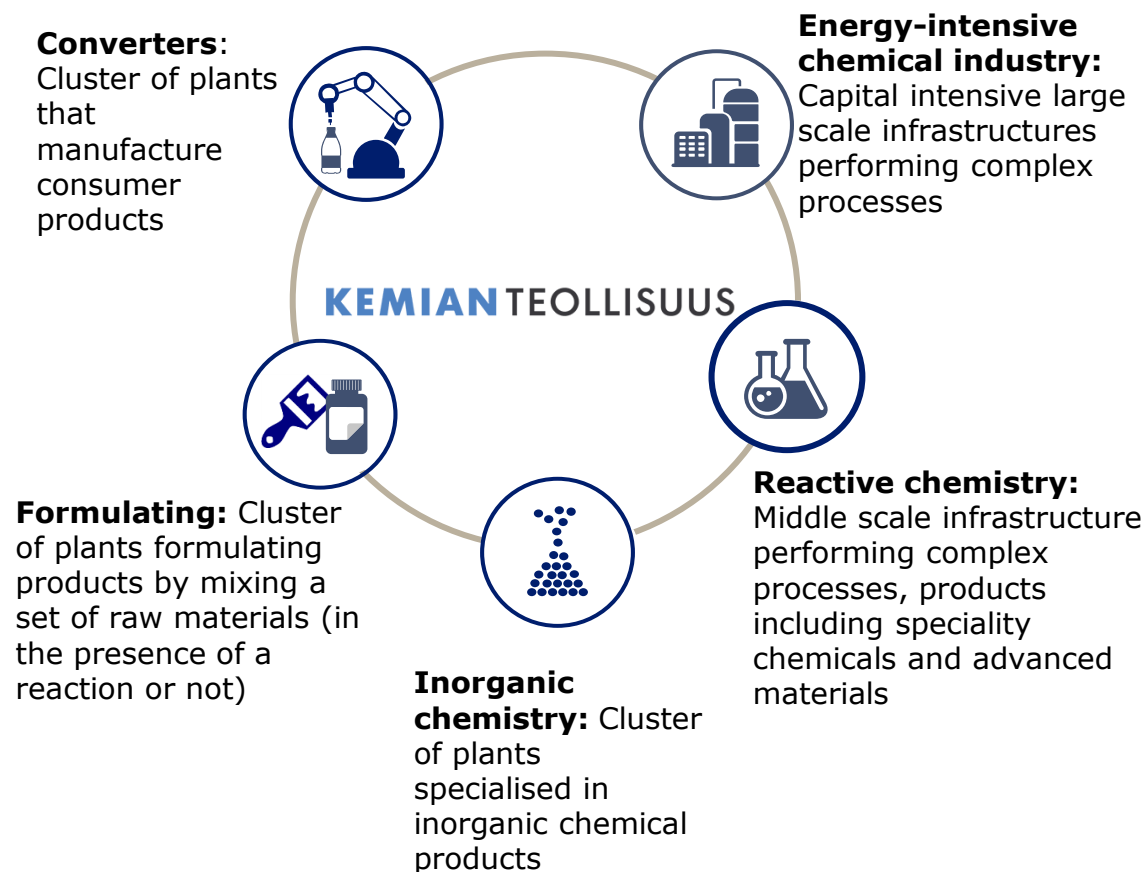 Converters:
Cluster of plants
that
manufacture
consumer
products
Energy-intensive
chemical industry:
Capital intensive large
scale infrastructures
performing complex
processes
KEMIAN TEOLLISUUS
Formulating: Cluster
of plants formulating
products by mixing a
set of raw materials (in
the presence of a
reaction or not)
Reactive chemistry:
Middle scale infrastructure
performing complex
processes, products
including speciality
chemicals and advanced
materials
Inorganic
chemistry: Cluster
of plants
specialised in
inorganic chemical
products